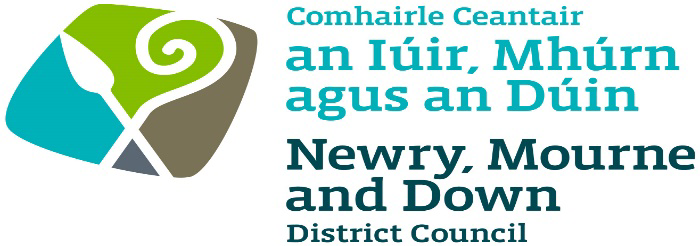 Comhairle Ceantair
an Iúir, Mhúrn
agus an Dúin
Newry, Mourne
and Down
District Council